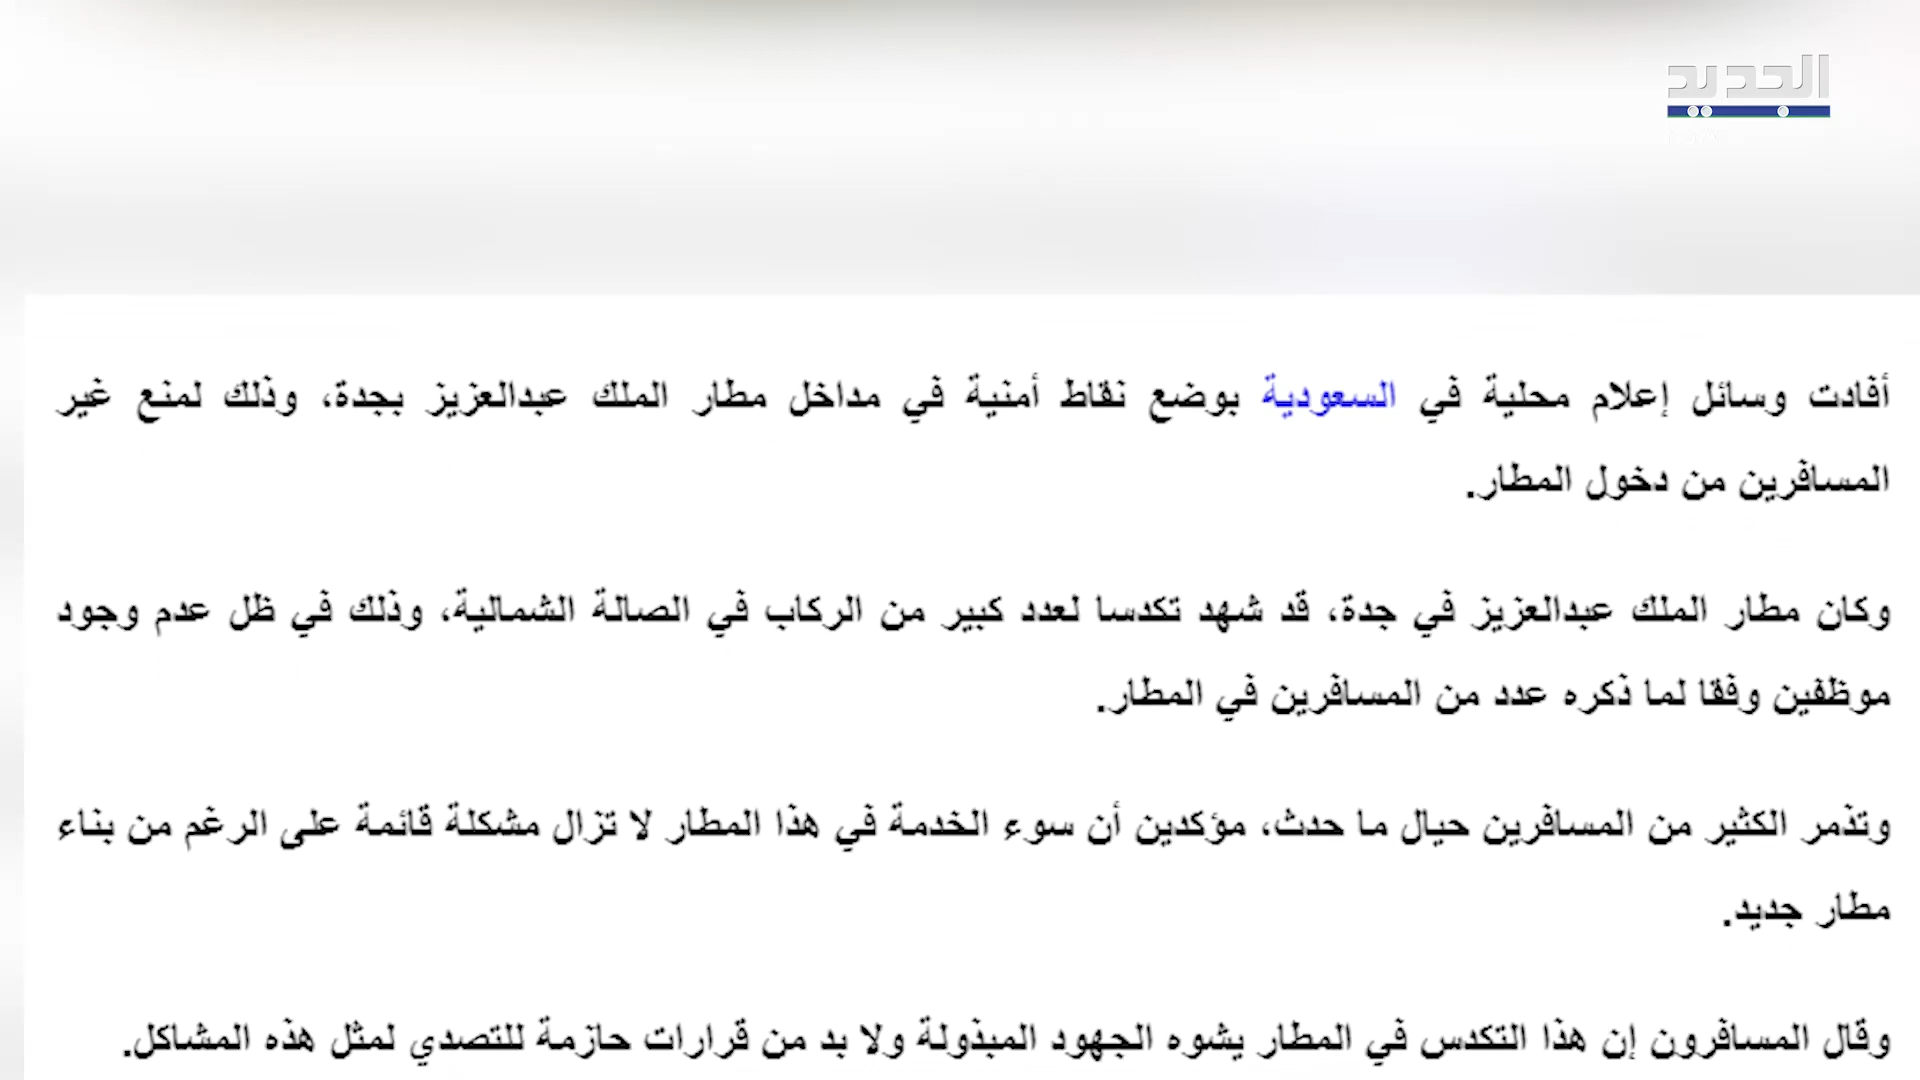 الجديد
أفادت وسائل إعلام محلية في السعودية بوضع نقاط أمنية في مداخل مطار الملك عبدالعزيز بجدة، وذلك لمنع غير
المسافرين من دخول المطار.
وكان مطار الملك عبدالعزيز في جدة، قد شهد تكدسا لعدد كبير من الركاب في الصالة الشمالية، وذلك في ظل عدم وجود
موظفين وفقا لما ذكره عدد من المسافرين في المطار.
وتذمر الكثير من المسافرين حيال ما حدث، مؤكدين أن سوء الخدمة في هذا المطار لا تزال مشكلة قائمة على الرغم من بناء
مطار جديد.
وقال المسافرون إن هذا التكدس في المطار يشوه الجهود المبذولة ولا بد من قرارات حازمة للتصدي لمثل هذه المشاكل.